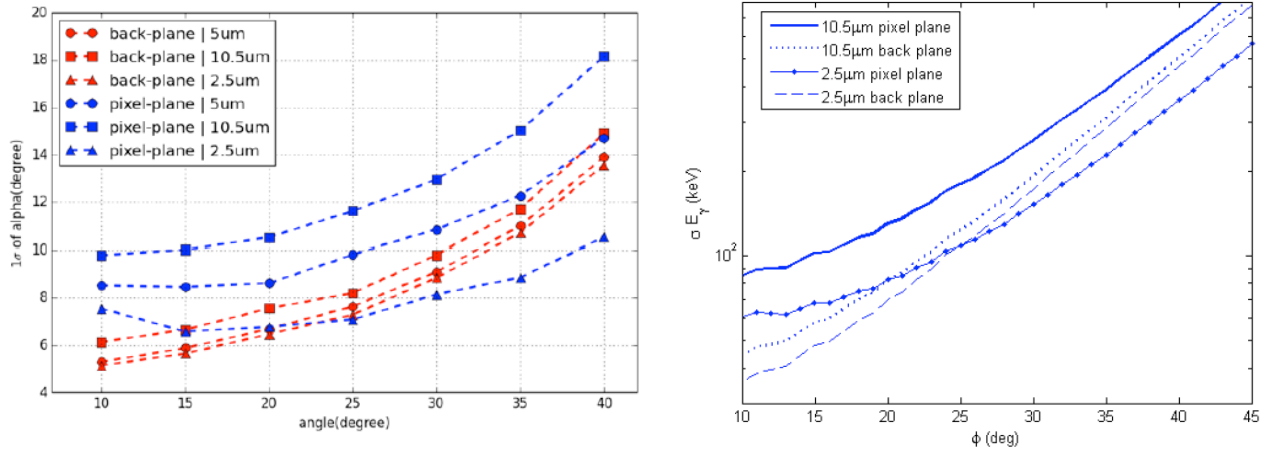 20
18
16
14
12
10
8
6
4
1σ of alpha(degree)
back-plane | 5um
back-plane | 10.5um
back-plane | 2.5um
pixel-plane | 5um
pixel-plane | 10.5um
pixel-plane | 2.5um
10 15 20 25 30 35 40
angle(degree)
σ E_γ (keV)
10²
10.5μm pixel plane
10.5μm back plane
2.5μm pixel plane
2.5μm back plane
10 15 20 25 30 35 40 45
ϕ (deg)